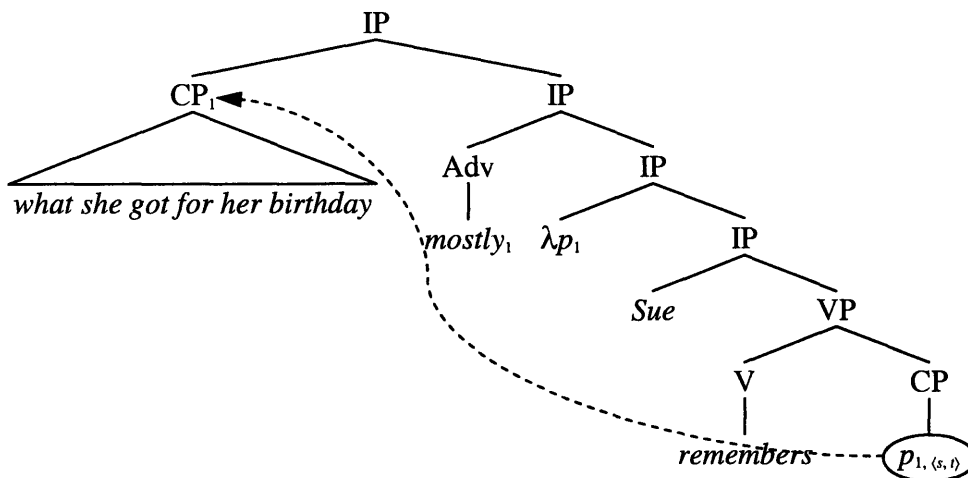 IP
CP₁ IP
Adv IP
what she got for her birthday
mostly₁ λp₁ IP
Sue VP
V CP
remembers p₁, ⟨s, t⟩